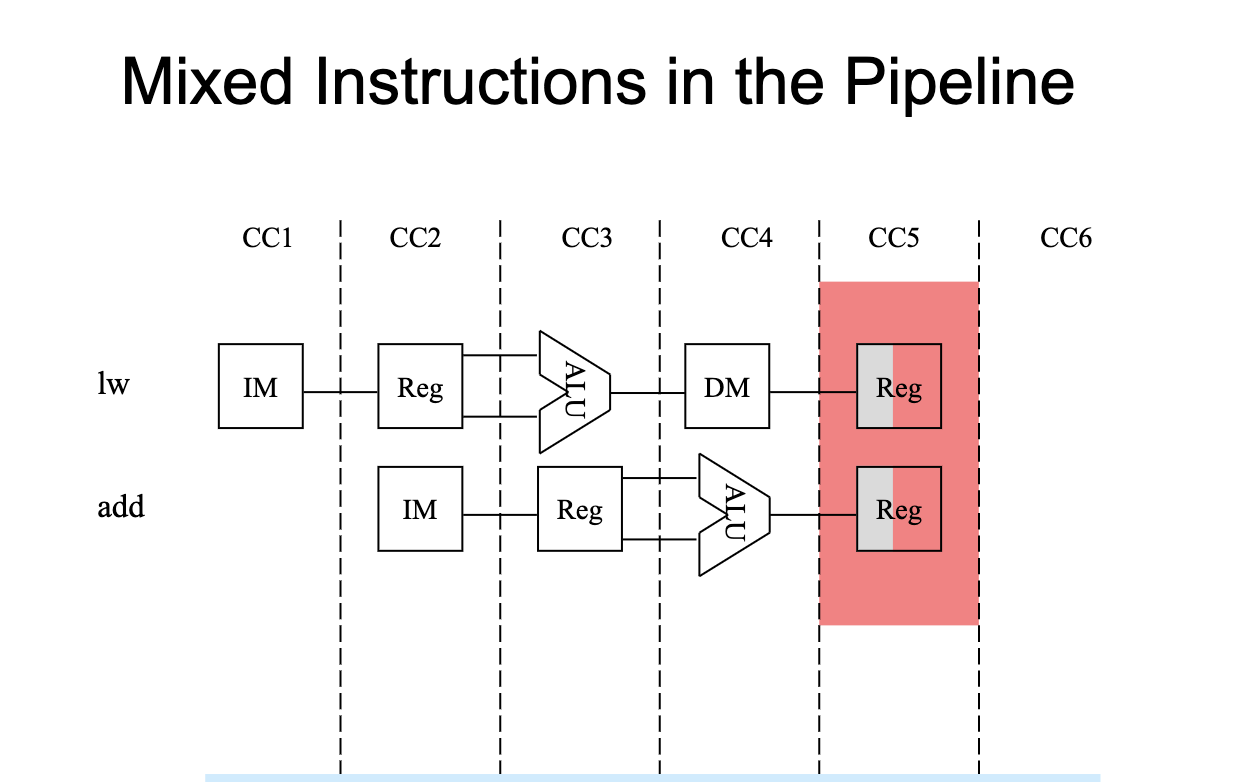 Mixed Instructions in the Pipeline
CC1 CC2 CC3 CC4 CC5 CC6
lw IM Reg ALU DM Reg
add IM Reg ALU Reg